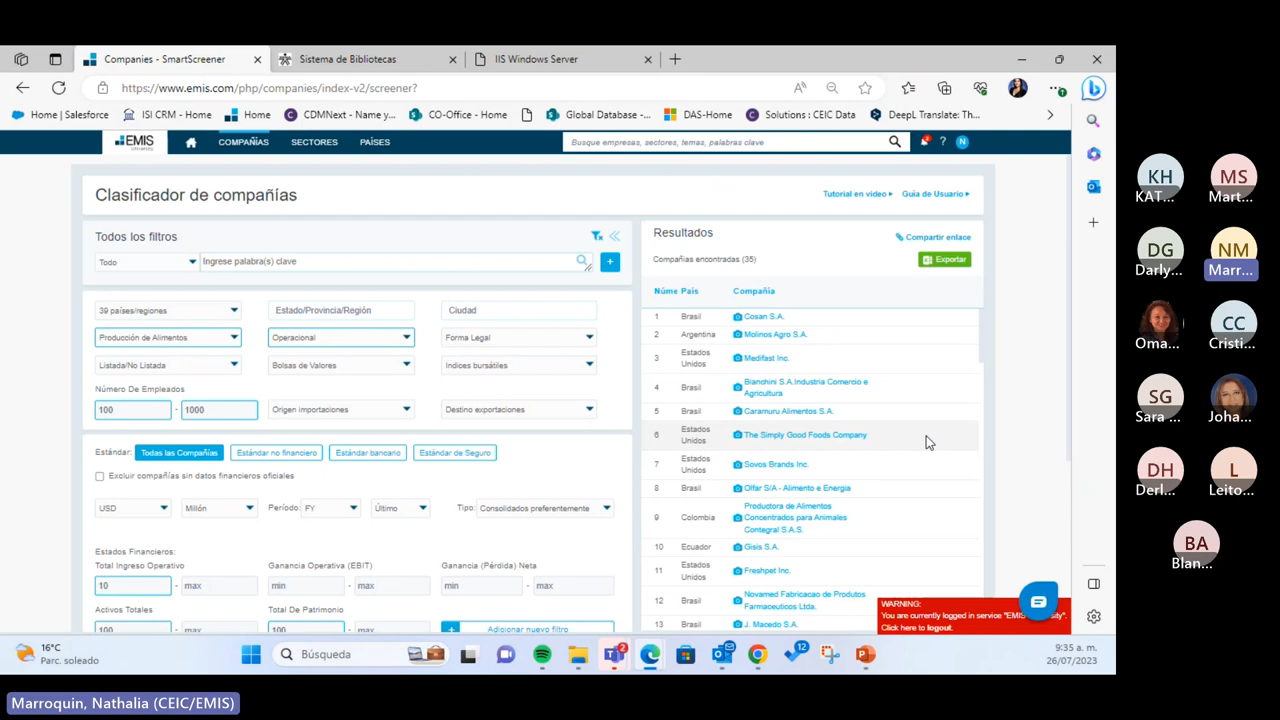 Companies - SmartScreener
Sistema de Bibliotecas
IIS Windows Server
https://www.emis.com/php/companies/index-v2/screener?
Home | Salesforce
ISI CRM - Home
Home
CDMNext - Name y...
CO-Office - Home
Global Database -...
DAS-Home
Solutions : CEIC Data
DeepL Translate: Th...
EMIS
University
COMPAÑÍAS
SECTORES
PAÍSES
Busque empresas, sectores, temas, palabras clave
?
N
Clasificador de compañías
Tutorial en vídeo
Guía de Usuario
Todos los filtros
Todo
Ingrese palabra(s) clave
+
39 países/regiones
Estado/Provincia/Región
Ciudad
Producción de Alimentos
Operacional
Forma Legal
Listada/No Listada
Bolsas de Valores
Indices bursátiles
Número De Empleados
100 - 1000
Origen importaciones
Destino exportaciones
Estándar:
Todas las Compañías
Estándar no financiero
Estándar bancario
Estándar de Seguro
Excluir compañías sin datos financieros oficiales
USD
Millón
Período:
FY
Último
Tipo:
Consolidados preferentemente
Estados Financieros:
Total Ingreso Operativo
Ganancia Operativa (EBIT)
Ganancia (Pérdida) Neta
10 - max
min - max
min - max
Activos Totales
Total De Patrimonio
100 - max
100 - max
+ Adicionar nuevo filtro
Resultados
Compartir enlace
Compañías encontradas (35)
Exportar
Núme País Compañía
1 Brasil Cosan S.A.
2 Argentina Molinos Agro S.A.
3 Estados Unidos Medifast Inc.
4 Brasil Bianchini S.A.Industria Comercio e
Agricultura
5 Brasil Caramuru Alimentos S.A.
6 Estados Unidos The Simply Good Foods Company
7 Estados Unidos Sovos Brands Inc.
8 Brasil Olfar S/A - Alimento e Energia
9 Colombia Productora de Alimentos
Concentrados para Animales
Contegral S.A.S.
10 Ecuador Gisis S.A.
11 Estados Unidos Freshpet Inc.
12 Brasil Novamed Fabricacao de Produtos
Farmaceuticos Ltda.
13 Brasil J. Macedo S.A.
WARNING:
You are currently logged in service "EMIS
Click here to logout.
16°C
Parc. soleado
Búsqueda
2
12
9:35 a. m.
26/07/2023
Marroquin, Nathalia (CEIC/EMIS)
KH
KAT...
MS
Mart...
DG
Darly...
NM
Marr...
Oma...
CC
Cristi...
SG
Sara ...
Joha...
DH
Derl...
L
Leito...
BA
Blan...